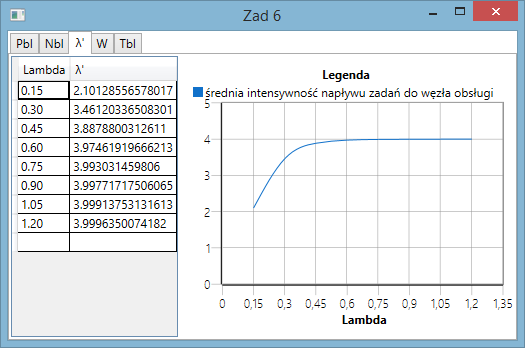 Zad 6
Pbl Nbl λ' W Tbl
Lambda λ'
0.15 2.10128556578017
0.30 3.46120336508301
0.45 3.8878800312611
0.60 3.97461919666213
0.75 3.993031459806
0.90 3.99771717506065
1.05 3.99913753131613
1.20 3.9996350074182
Legenda
średnia intensywność napływu zadań do węzła obsługi
5
4
3
2
1
0
0 0,15 0,3 0,45 0,6 0,75 0,9 1,05 1,2 1,35
Lambda